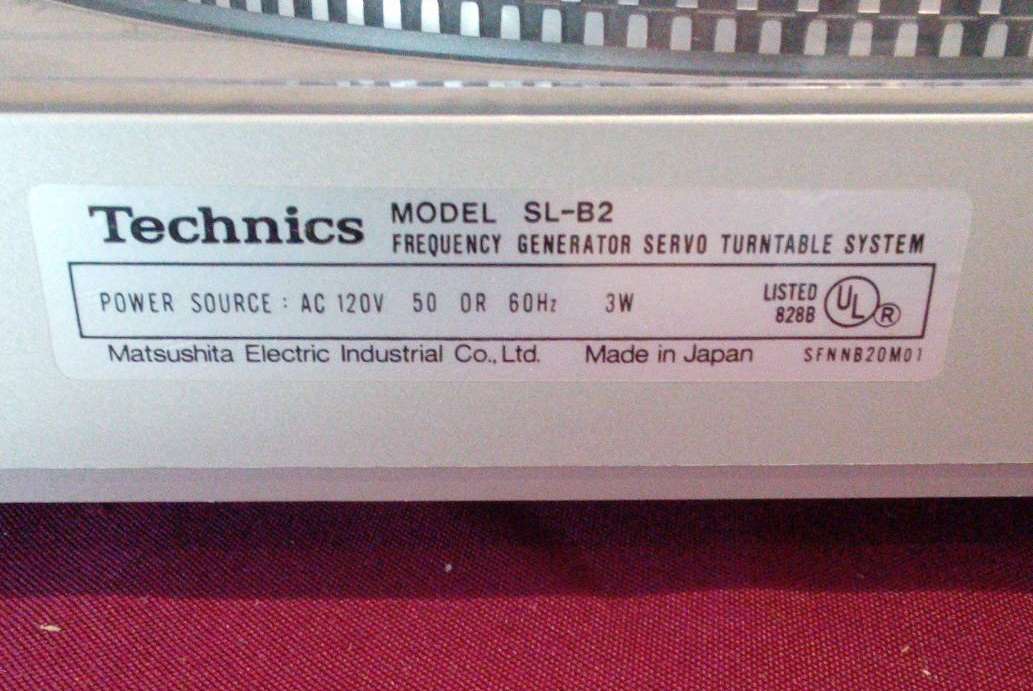 Technics MODEL SL-B2
FREQUENCY GENERATOR SERVO TURNTABLE SYSTEM
POWER SOURCE : AC 120V 50 OR 60Hz 3W LISTED 828B UL R
Matsushita Electric Industrial Co., Ltd. Made in Japan SFNNB20M01